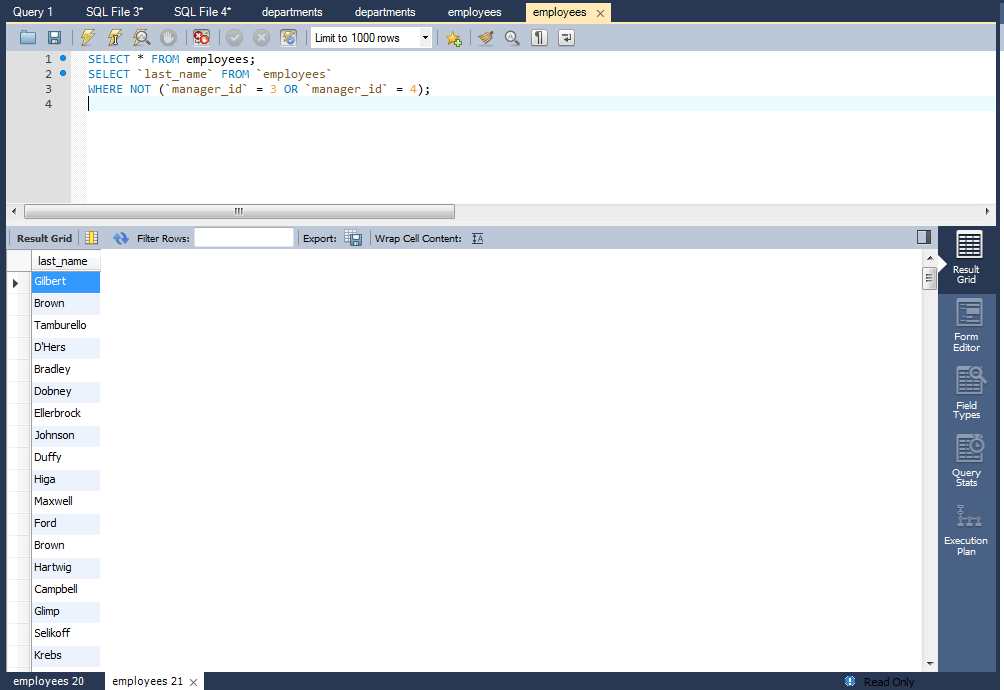 Query 1 SQL File 3* SQL File 4* departments departments employees employees
Limit to 1000 rows
1 SELECT * FROM employees;
2 SELECT `last_name` FROM `employees`
3 WHERE NOT (`manager_id` = 3 OR `manager_id` = 4);
4
Result Grid Filter Rows: Export: Wrap Cell Content: IA
last_name
Gilbert
Brown
Tamburello
D'Hers
Bradley
Dobney
Ellerbrock
Johnson
Duffy
Higa
Maxwell
Ford
Brown
Hartwig
Campbell
Glimp
Selikoff
Krebs
Result
Grid
Form
Editor
Field
Types
Query
Stats
Execution
Plan
employees 20 employees 21 Read Only